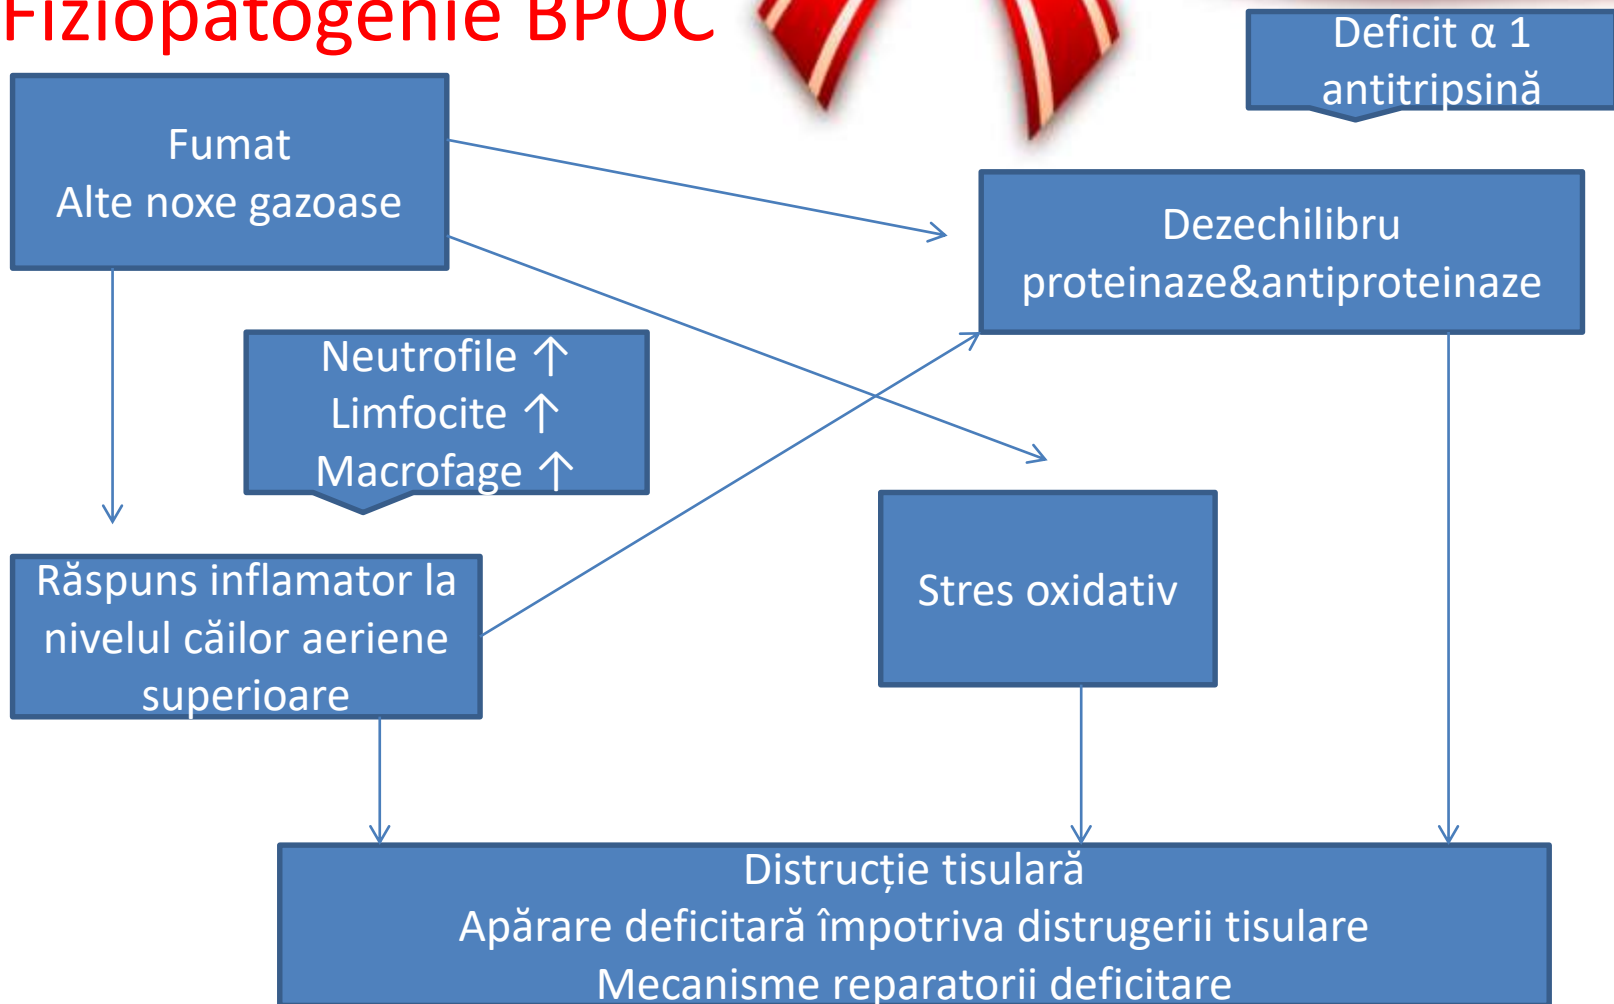 Fiziopatogenie BPOC
Deficit α 1
antitripsină
Fumat
Alte noxe gazoase
Dezechilibru
proteinaze&antiproteinaze
Neutrofile ↑
Limfocite ↑
Macrofage ↑
Răspuns inflamator la
nivelul căilor aeriene
superioare
Stres oxidativ
Distrucție tisulară
Apărare deficitară împotriva distrugerii tisulare
Mecanisme reparatorii deficitare